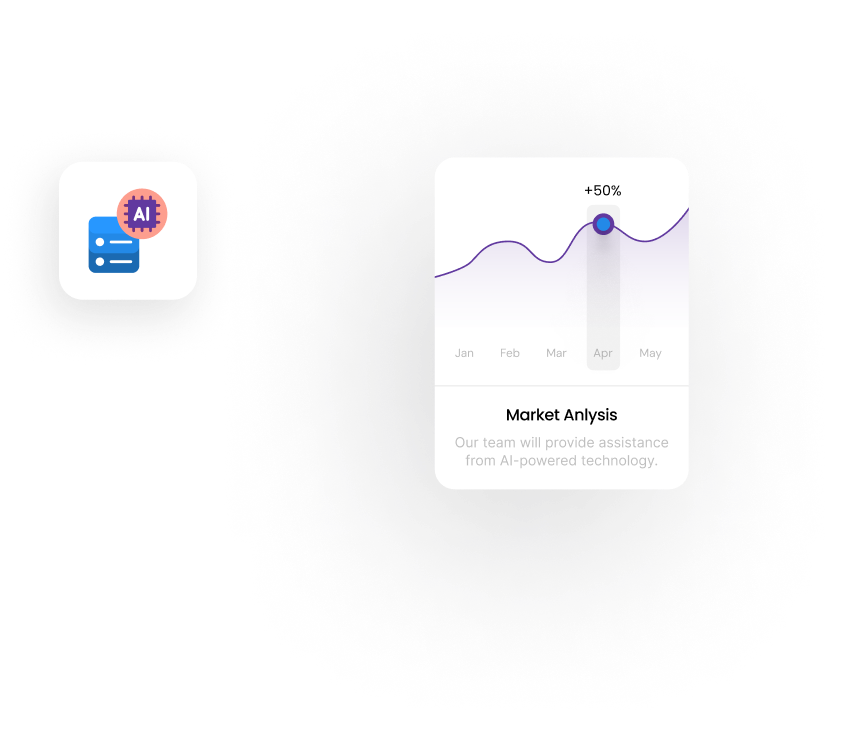 AI
+50%
Jan Feb Mar Apr May
Market Anlysis
Our team will provide assistance
from AI-powered technology.